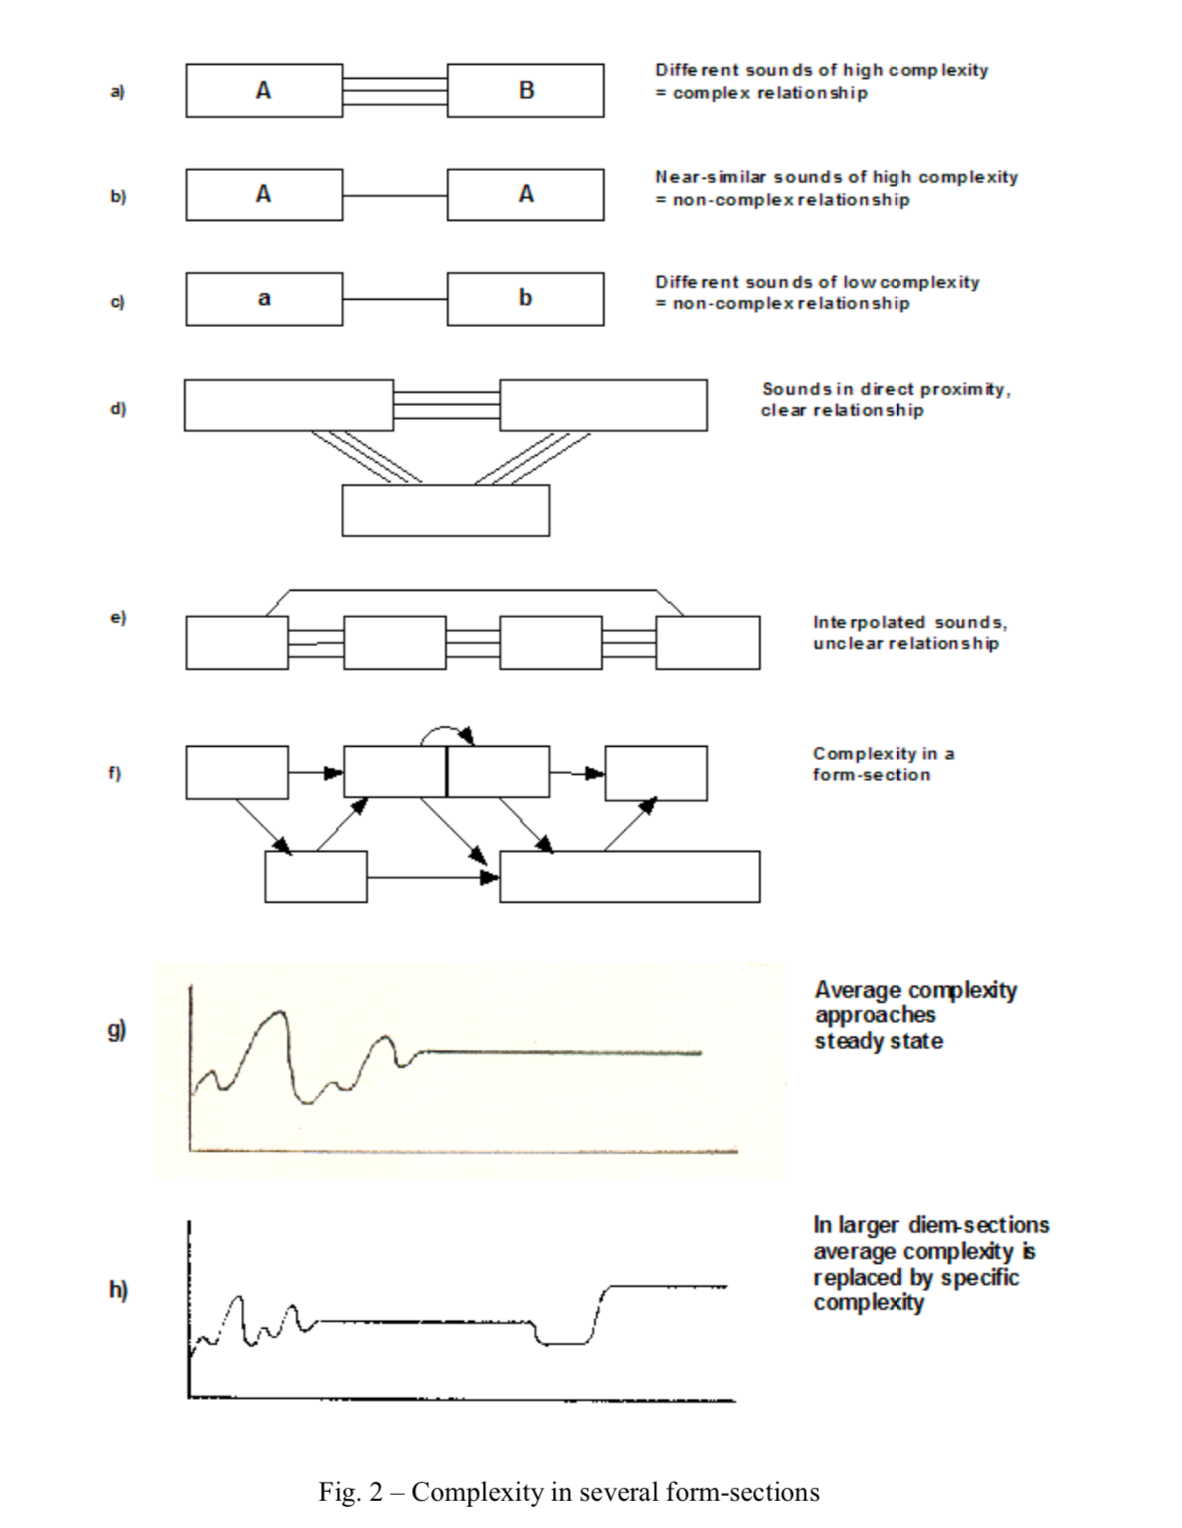 a)
A
B
Different sounds of high complexity
= complex relationship
b)
A
A
Near-similar sounds of high complexity
= non-complex relationship
c)
a
b
Different sounds of low complexity
= non-complex relationship
d)
Sounds in direct proximity,
clear relationship
e)
Interpolated sounds,
unclear relationship
f)
Complexity in a
form-section
g)
Average complexity
approaches
steady state
h)
In larger diem-sections
average complexity is
replaced by specific
complexity
Fig. 2 – Complexity in several form-sections